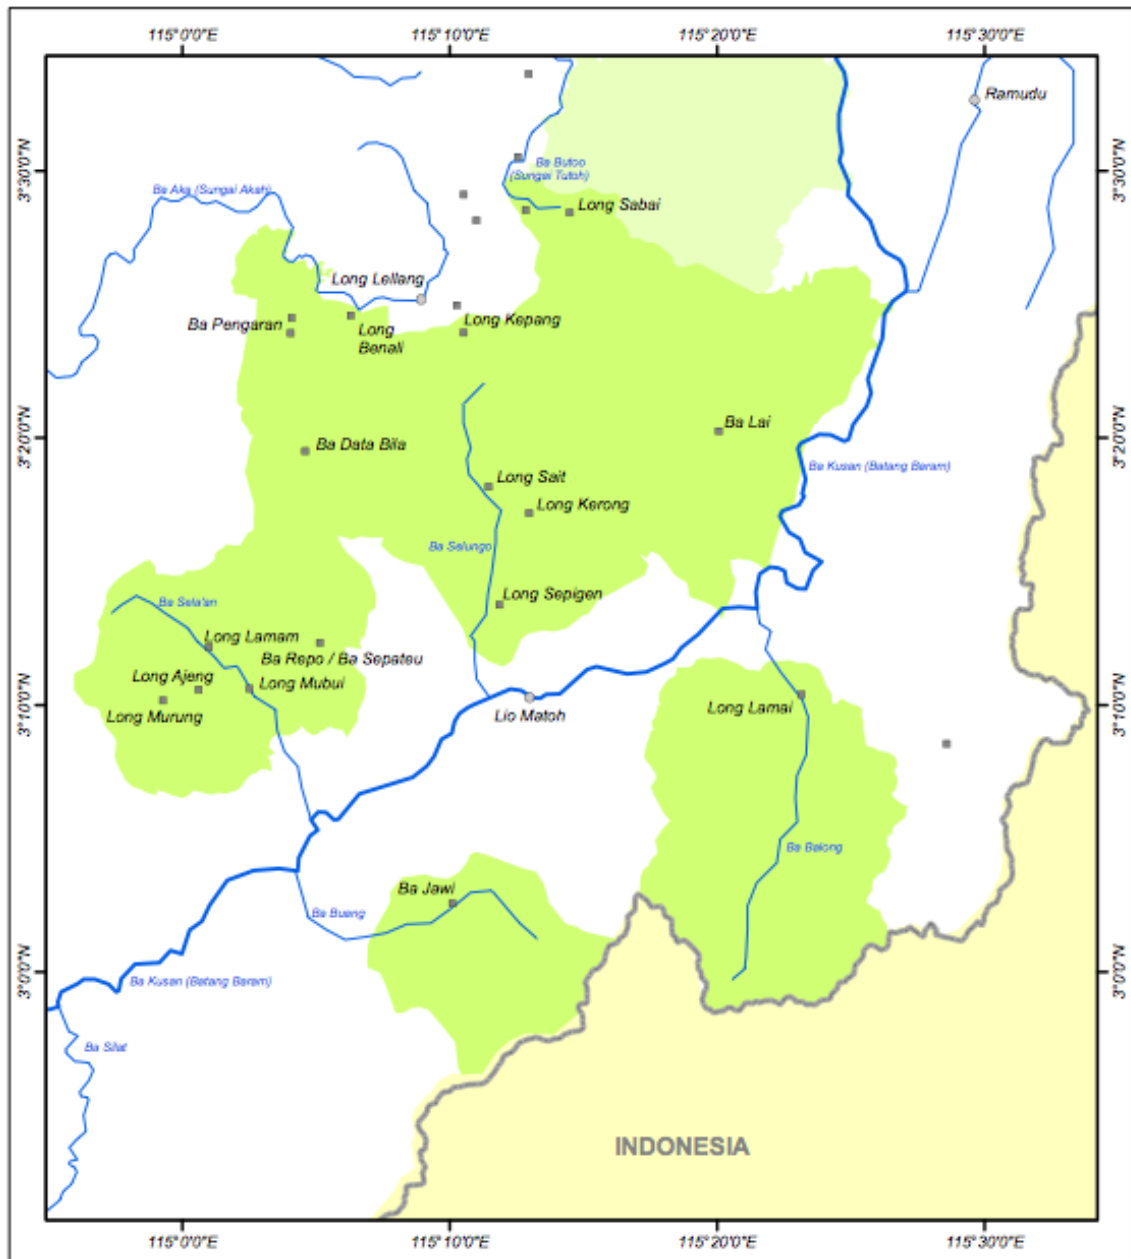 115°0'0"E
115°10'0"E
115°20'0"E
115°30'0"E
Ramudu
3°30'0"N
3°30'0"N
Ba Butoo
(Sungai Tutoh)
Ba Aka (Sungai Akah)
Long Sabai
Long Lellang
Ba Pengaran
Long
Benali
Long Kepang
3°20'0"N
3°20'0"N
Ba Lai
Ba Data Bila
Ba Kusan (Batang Baram)
Long Sait
Long Kerong
Ba Selungo
Long Sepigen
Ba Sela'an
Long Lamam
Ba Repo / Ba Sepateu
Long Ajeng
Long Mubui
Long Murung
3°10'0"N
3°10'0"N
Lio Matoh
Long Lamai
Ba Balong
Ba Jawi
Ba Buang
3°0'0"N
3°0'0"N
Ba Kusan (Batang Baram)
Ba Silat
INDONESIA
115°0'0"E
115°10'0"E
115°20'0"E
115°30'0"E